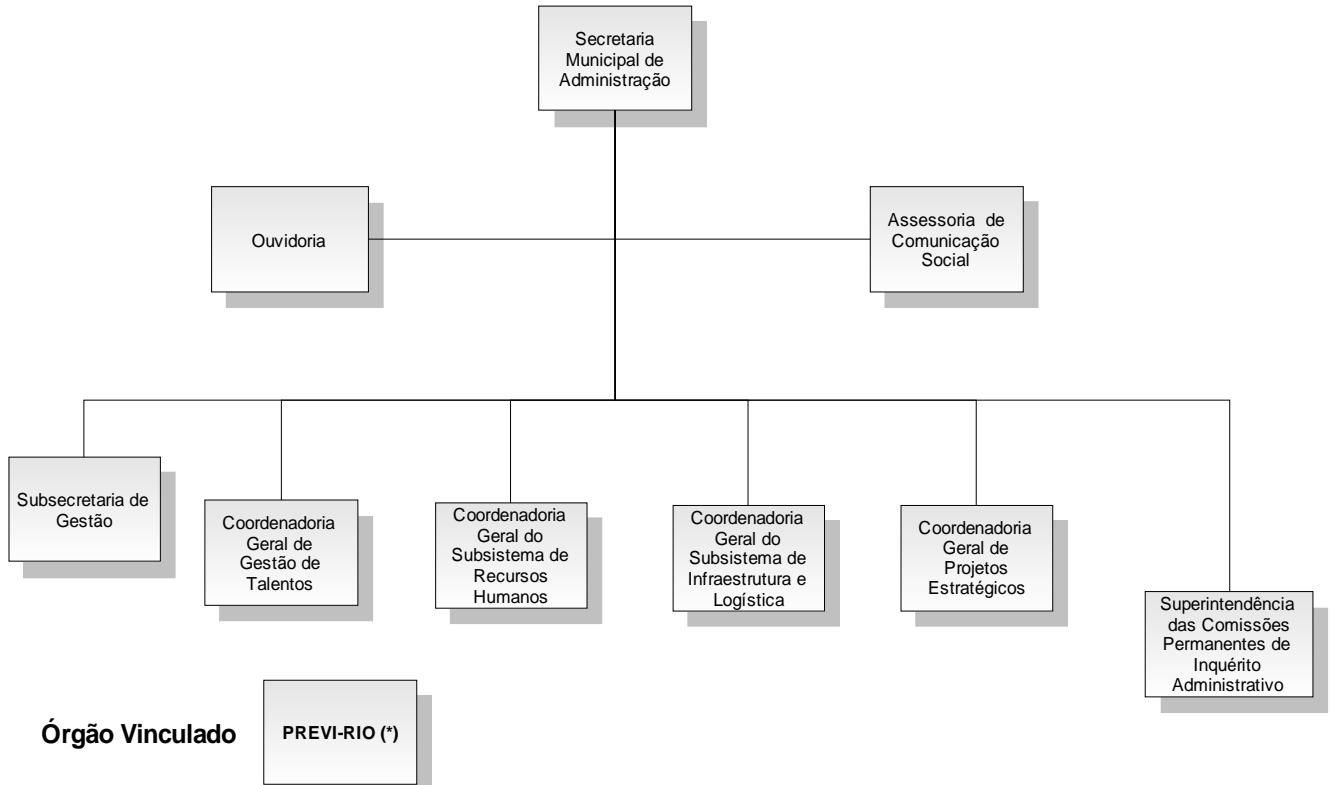 Secretaria
Municipal de
Administração
Ouvidoria
Assessoria de
Comunicação
Social
Subsecretaria de
Gestão
Coordenadoria
Geral de
Gestão de
Talentos
Coordenadoria
Geral do
Subsistema de
Recursos
Humanos
Coordenadoria
Geral do
Subsistema de
Infraestrutura e
Logística
Coordenadoria
Geral de
Projetos
Estratégicos
Superintendência
das Comissões
Permanentes de
Inquérito
Administrativo
Órgão Vinculado
PREVI-RIO (*)